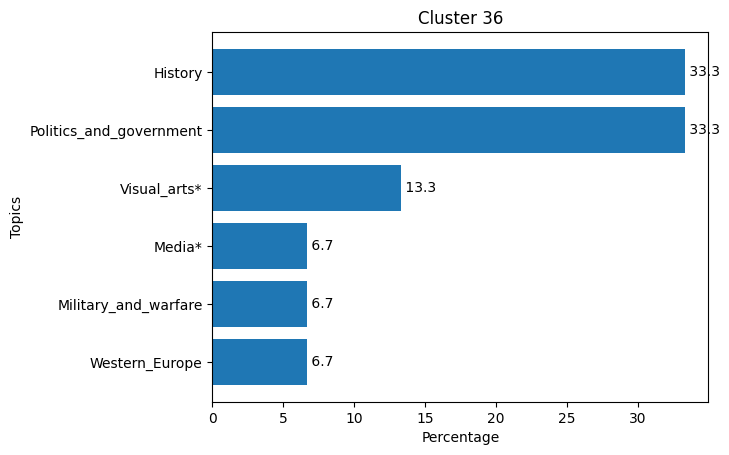 Cluster 36
Topics
History 33.3
Politics_and_government 33.3
Visual_arts* 13.3
Media* 6.7
Military_and_warfare 6.7
Western_Europe 6.7
0 5 10 15 20 25 30
Percentage